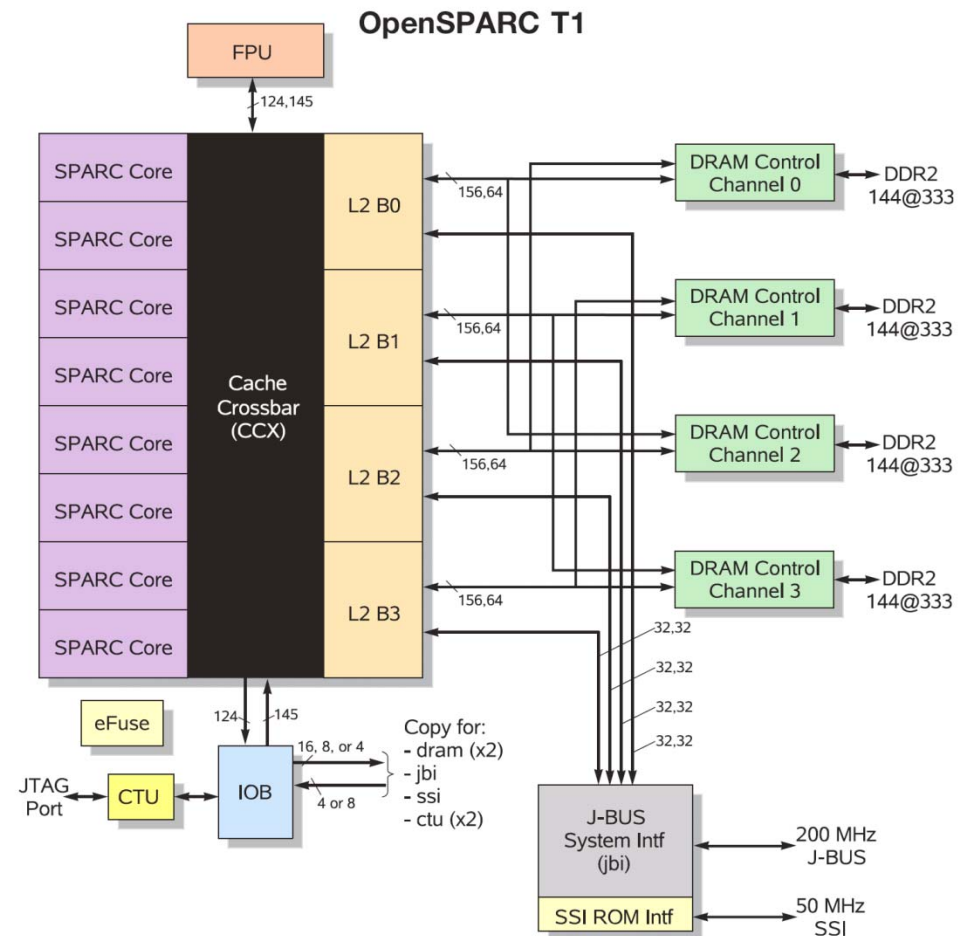 OpenSPARC T1
FPU
124,145
SPARC Core
SPARC Core
SPARC Core
SPARC Core
SPARC Core
SPARC Core
SPARC Core
SPARC Core
Cache
Crossbar
(CCX)
L2 B0
L2 B1
L2 B2
L2 B3
156,64
156,64
156,64
156,64
DRAM Control
Channel 0
DDR2
144@333
DRAM Control
Channel 1
DDR2
144@333
DRAM Control
Channel 2
DDR2
144@333
DRAM Control
Channel 3
DDR2
144@333
32,32
32,32
32,32
32,32
eFuse
124
145
JTAG
Port
CTU
IOB
16, 8, or 4
4 or 8
Copy for:
- dram (x2)
- jbi
- ssi
- ctu (x2)
J-BUS
System Intf
(jbi)
SSI ROM Intf
200 MHz
J-BUS
50 MHz
SSI